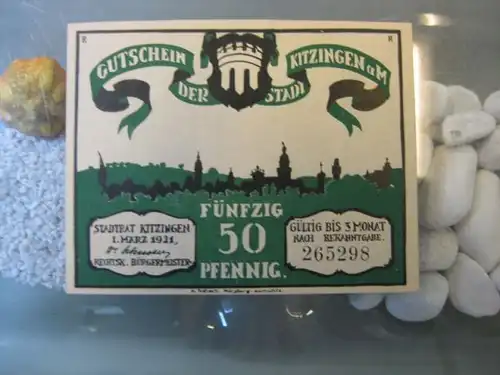 GUTSCHEIN
KITZINGEN a/M
DER STADT
FÜNFZIG
50
PFENNIG.
STADTRAT KITZINGEN
1. MÄRZ 1921.
RECHTSK. BÜRGERMEISTER
GÜLTIG BIS 3 MONAT
NACH BEKANNTGABE.
265298